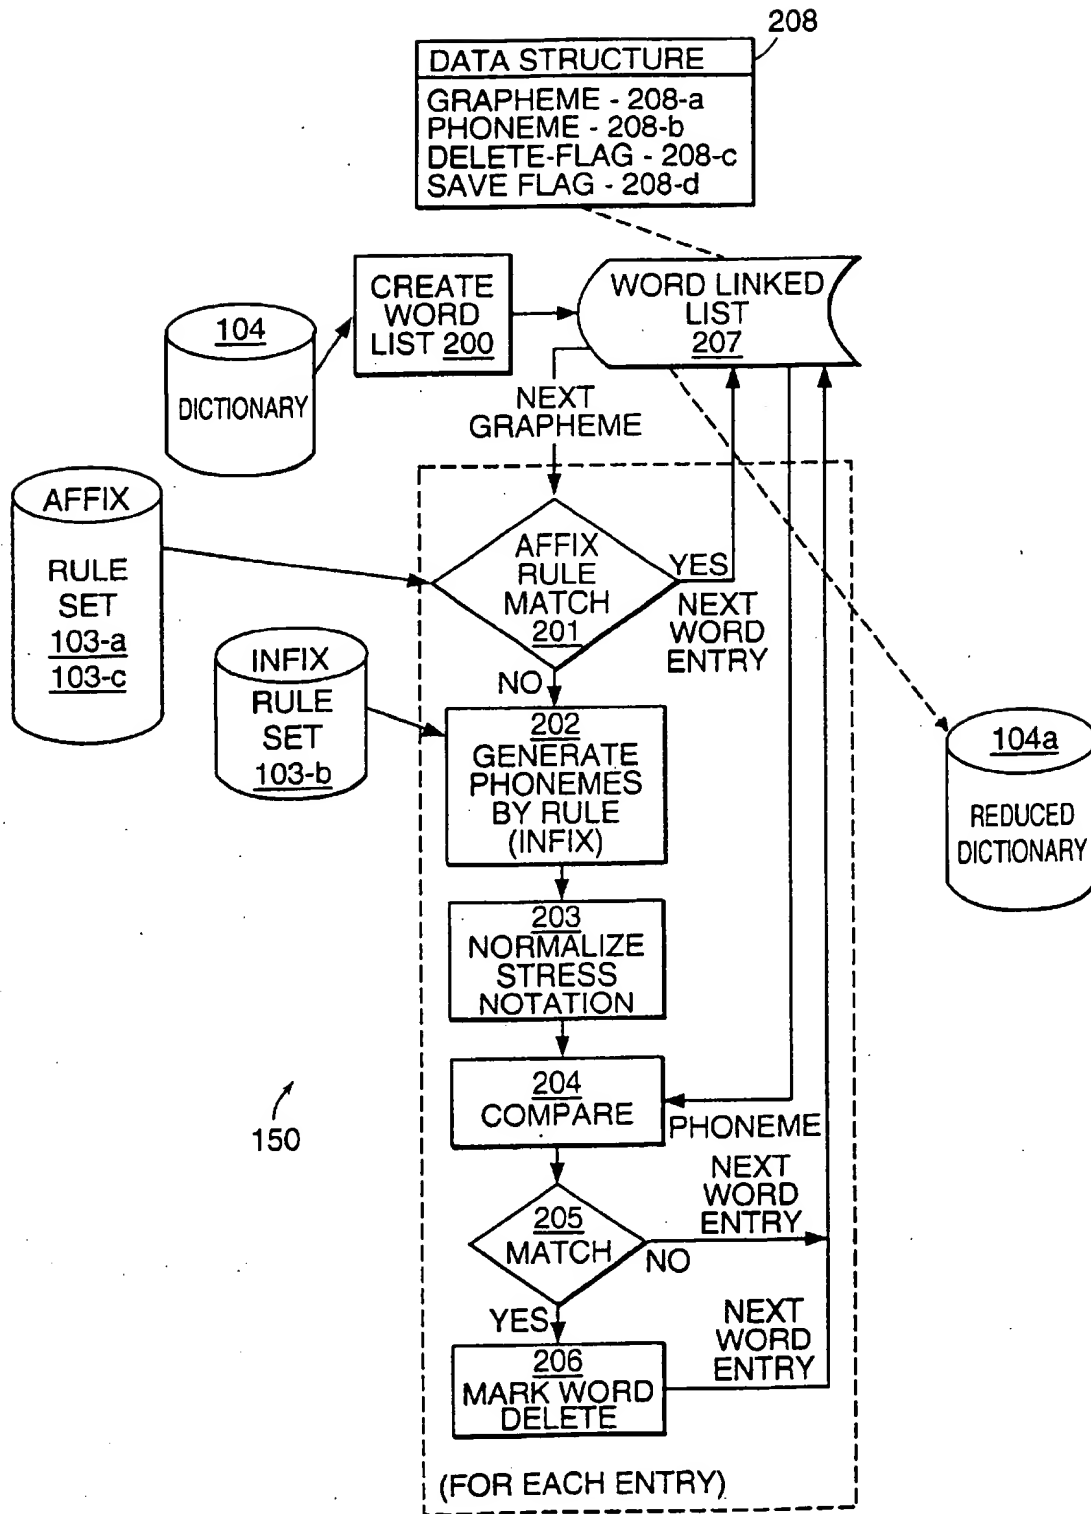 208
DATA STRUCTURE
GRAPHEME - 208-a
PHONEME - 208-b
DELETE-FLAG - 208-c
SAVE FLAG - 208-d
CREATE
WORD
LIST 200
WORD LINKED
LIST
207
104
DICTIONARY
NEXT
GRAPHEME
AFFIX
RULE
SET
103-a
103-c
AFFIX
RULE
MATCH
201
YES
NEXT
WORD
ENTRY
NO
INFIX
RULE
SET
103-b
202
GENERATE
PHONEMES
BY RULE
(INFIX)
104a
REDUCED
DICTIONARY
203
NORMALIZE
STRESS
NOTATION
204
COMPARE
PHONEME
150
205
MATCH
NEXT
WORD
ENTRY
NO
YES
206
MARK WORD
DELETE
NEXT
WORD
ENTRY
(FOR EACH ENTRY)